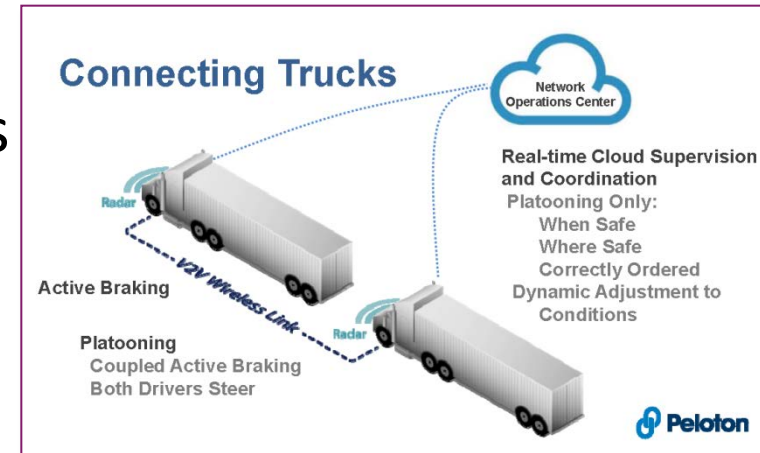 s
Connecting Trucks
Network
Operations Center
Real-time Cloud Supervision
and Coordination
Platooning Only:
When Safe
Where Safe
Correctly Ordered
Dynamic Adjustment to
Conditions
Radar
V2V Wireless Link
Active Braking
Radar
Platooning
Coupled Active Braking
Both Drivers Steer
Peloton